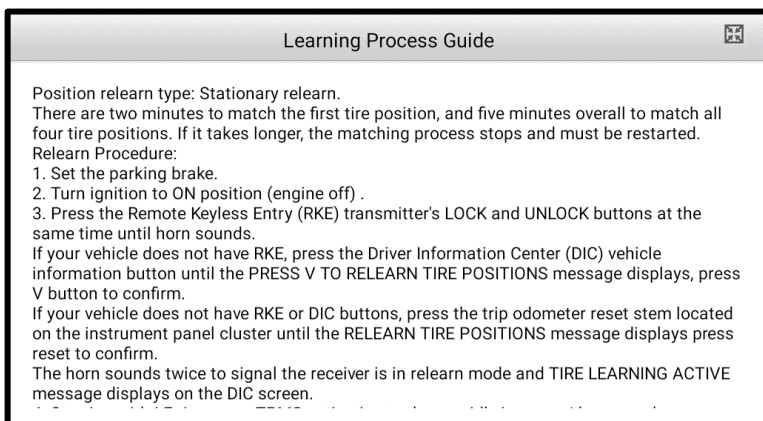 Learning Process Guide
Position relearn type: Stationary relearn.
There are two minutes to match the first tire position, and five minutes overall to match all
four tire positions. If it takes longer, the matching process stops and must be restarted.
Relearn Procedure:
1. Set the parking brake.
2. Turn ignition to ON position (engine off) .
3. Press the Remote Keyless Entry (RKE) transmitter's LOCK and UNLOCK buttons at the
same time until horn sounds.
If your vehicle does not have RKE, press the Driver Information Center (DIC) vehicle
information button until the PRESS V TO RELEARN TIRE POSITIONS message displays, press
V button to confirm.
If your vehicle does not have RKE or DIC buttons, press the trip odometer reset stem located
on the instrument panel cluster until the RELEARN TIRE POSITIONS message displays press
reset to confirm.
The horn sounds twice to signal the receiver is in relearn mode and TIRE LEARNING ACTIVE
message displays on the DIC screen.